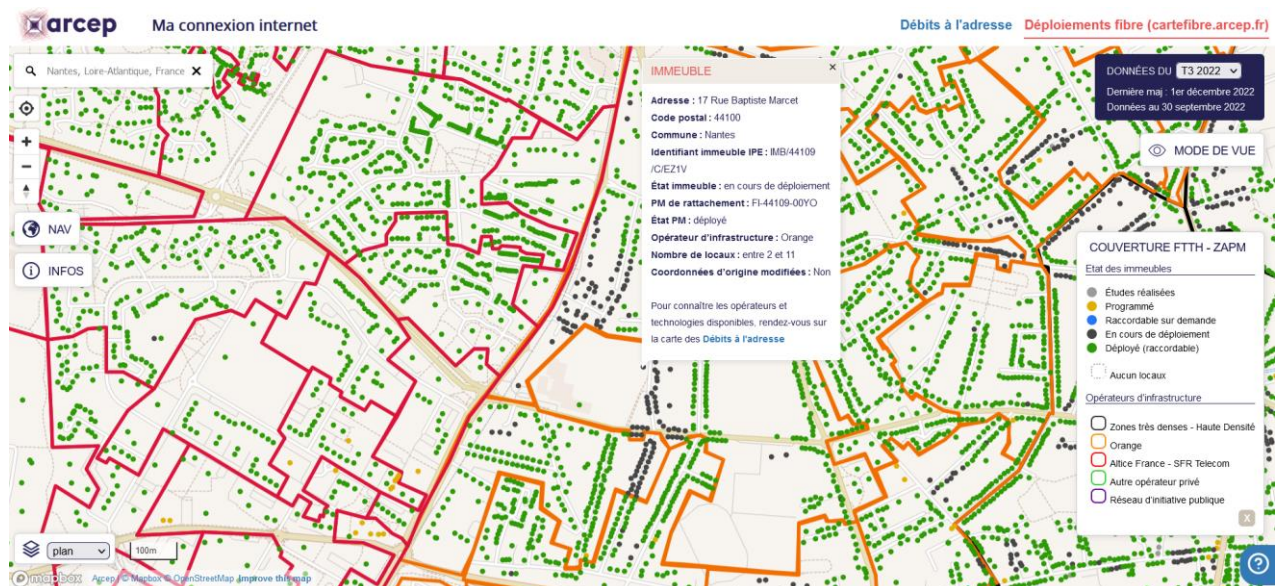 arcep
Ma connexion internet
Débits à l'adresse
Déploiements fibre (cartefibre.arcep.fr)
Nantes, Loire-Atlantique, France X
+
−
NAV
INFOS
IMMEUBLE
×
Adresse : 17 Rue Baptiste Marcet
Code postal : 44100
Commune : Nantes
Identifiant immeuble IPE : IMB/44109
/C/EZ1V
État immeuble : en cours de déploiement
PM de rattachement : FI-44109-00YO
État PM : déployé
Opérateur d'infrastructure : Orange
Nombre de locaux : entre 2 et 11
Coordonnées d'origine modifiées : Non
Pour connaître les opérateurs et
technologies disponibles, rendez-vous sur
la carte des Débits à l'adresse
DONNÉES DU T3 2022
Dernière maj : 1er décembre 2022
Données au 30 septembre 2022
MODE DE VUE
COUVERTURE FTTH - ZAPM
Etat des immeubles
Études réalisées
Programmé
Raccordable sur demande
En cours de déploiement
Déployé (raccordable)
Aucun locaux
Opérateurs d'infrastructure
Zones très denses - Haute Densité
Orange
Altice France - SFR Telecom
Autre opérateur privé
Réseau d'initiative publique
X
plan
100m
?
mapbox
Arcep | © Mapbox © OpenStreetMap Improve this map